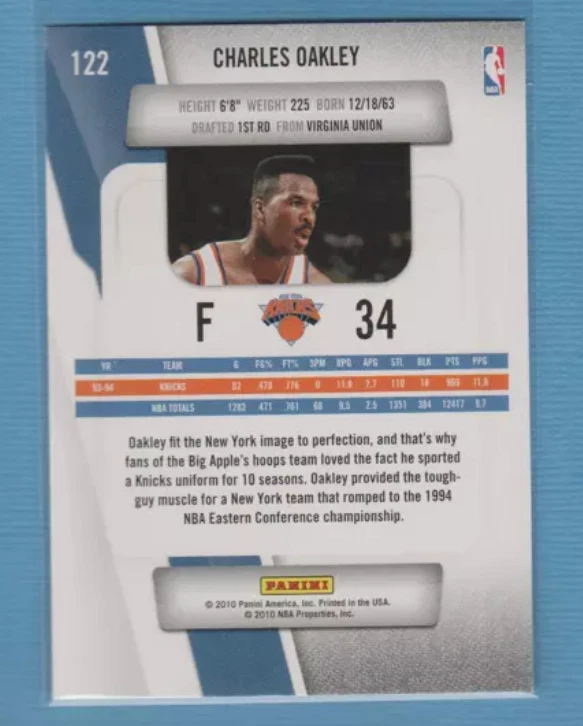 122
CHARLES OAKLEY
HEIGHT 6'8" WEIGHT 225 BORN 12/18/63
DRAFTED 1ST RD FROM VIRGINIA UNION
F
KNICKS
34
YR TEAM G FG% FT% 3PM RPG APG STL BLK PTS PPG
93-94 KNICKS 82 .478 .776 0 11.8 2.7 110 18 969 11.8
NBA TOTALS 1282 .471 .761 60 9.5 2.5 1351 304 12417 9.7
Oakley fit the New York image to perfection, and that's why
fans of the Big Apple's hoops team loved the fact he sported
a Knicks uniform for 10 seasons. Oakley provided the tough-
guy muscle for a New York team that romped to the 1994
NBA Eastern Conference championship.
PANINI
© 2010 Panini America, Inc. Printed in the USA.
© 2010 NBA Properties, Inc.